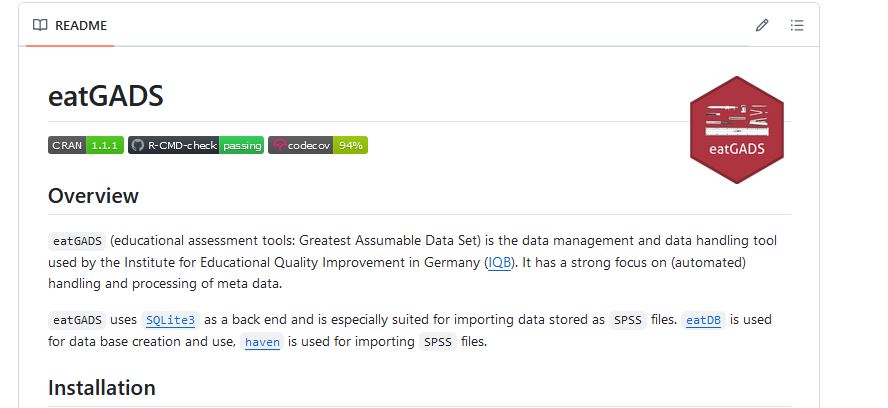 README
eatGADS
CRAN 1.1.1 R-CMD-check passing codecov 94%
eatGADS
Overview
eatGADS (educational assessment tools: Greatest Assumable Data Set) is the data management and data handling tool
used by the Institute for Educational Quality Improvement in Germany (IQB). It has a strong focus on (automated)
handling and processing of meta data.
eatGADS uses SQLite3 as a back end and is especially suited for importing data stored as SPSS files. eatDB is used
for data base creation and use, haven is used for importing SPSS files.
Installation